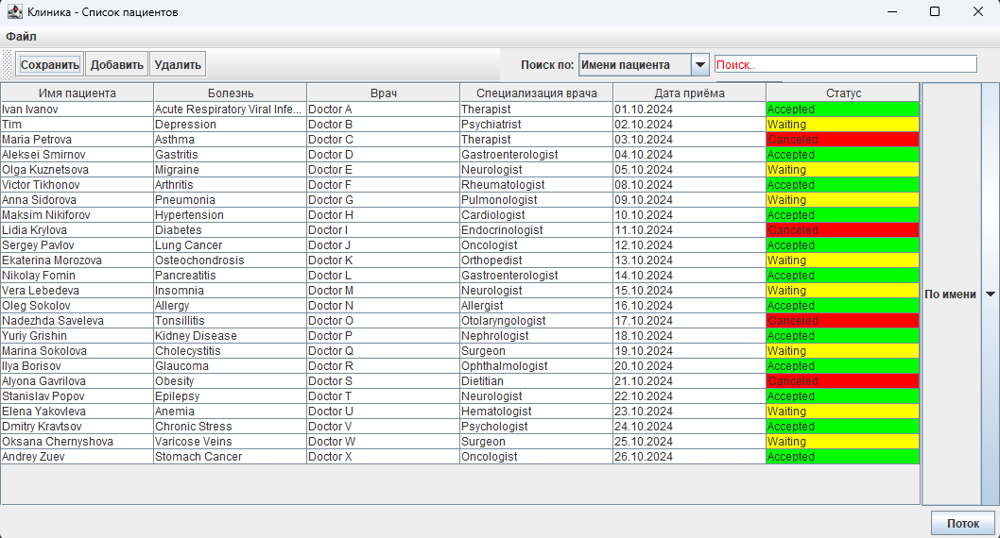 Клиника - Список пациентов
Файл
Сохранить Добавить Удалить Поиск по: Имени пациента Поиск..
Имя пациента Болезнь Врач Специализация врача Дата приёма Статус
Ivan Ivanov Acute Respiratory Viral Infe... Doctor A Therapist 01.10.2024 Accepted
Tim Depression Doctor B Psychiatrist 02.10.2024 Waiting
Maria Petrova Asthma Doctor C Therapist 03.10.2024 Canceled
Aleksei Smirnov Gastritis Doctor D Gastroenterologist 04.10.2024 Accepted
Olga Kuznetsova Migraine Doctor E Neurologist 05.10.2024 Waiting
Victor Tikhonov Arthritis Doctor F Rheumatologist 08.10.2024 Accepted
Anna Sidorova Pneumonia Doctor G Pulmonologist 09.10.2024 Waiting
Maksim Nikiforov Hypertension Doctor H Cardiologist 10.10.2024 Accepted
Lidia Krylova Diabetes Doctor I Endocrinologist 11.10.2024 Canceled
Sergey Pavlov Lung Cancer Doctor J Oncologist 12.10.2024 Accepted
Ekaterina Morozova Osteochondrosis Doctor K Orthopedist 13.10.2024 Waiting
Nikolay Fomin Pancreatitis Doctor L Gastroenterologist 14.10.2024 Accepted
Vera Lebedeva Insomnia Doctor M Neurologist 15.10.2024 Waiting
Oleg Sokolov Allergy Doctor N Allergist 16.10.2024 Accepted
Nadezhda Saveleva Tonsillitis Doctor O Otolaryngologist 17.10.2024 Canceled
Yuriy Grishin Kidney Disease Doctor P Nephrologist 18.10.2024 Accepted
Marina Sokolova Cholecystitis Doctor Q Surgeon 19.10.2024 Waiting
Ilya Borisov Glaucoma Doctor R Ophthalmologist 20.10.2024 Accepted
Alyona Gavrilova Obesity Doctor S Dietitian 21.10.2024 Canceled
Stanislav Popov Epilepsy Doctor T Neurologist 22.10.2024 Accepted
Elena Yakovleva Anemia Doctor U Hematologist 23.10.2024 Waiting
Dmitry Kravtsov Chronic Stress Doctor V Psychologist 24.10.2024 Accepted
Oksana Chernyshova Varicose Veins Doctor W Surgeon 25.10.2024 Waiting
Andrey Zuev Stomach Cancer Doctor X Oncologist 26.10.2024 Accepted
По имени
Поток